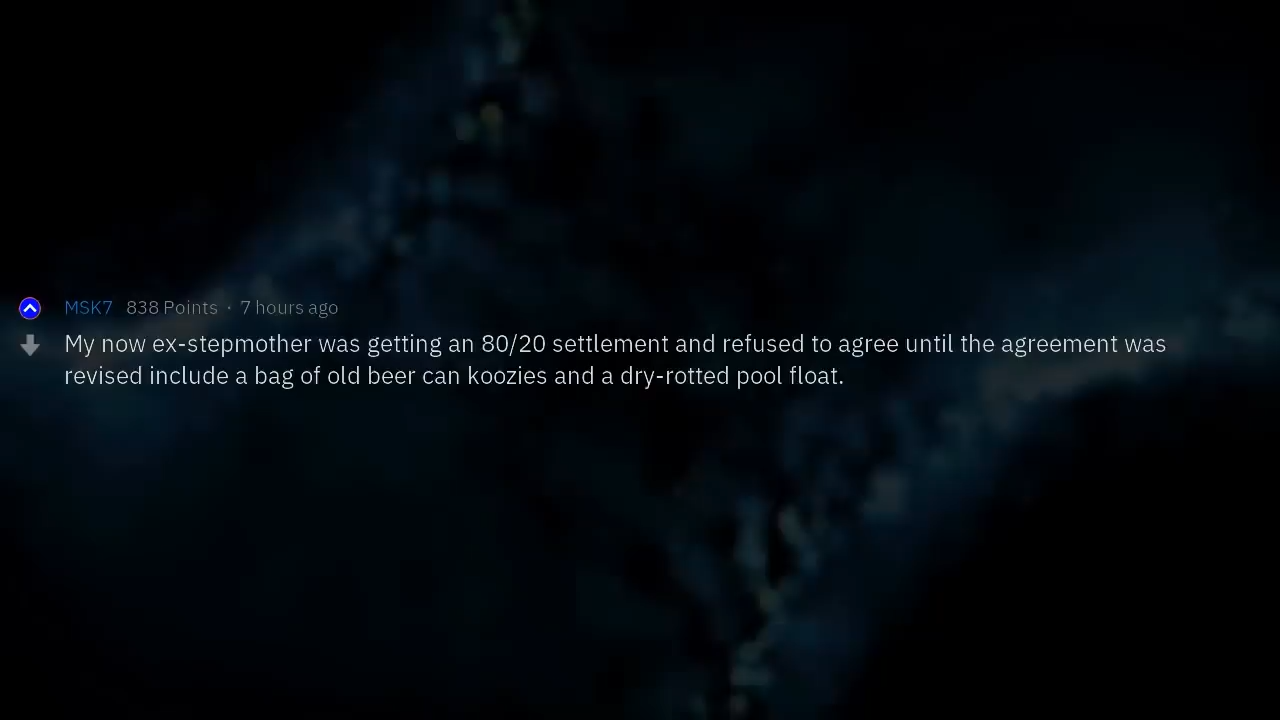 MSK7 838 Points · 7 hours ago
My now ex-stepmother was getting an 80/20 settlement and refused to agree until the agreement was
revised include a bag of old beer can koozies and a dry-rotted pool float.